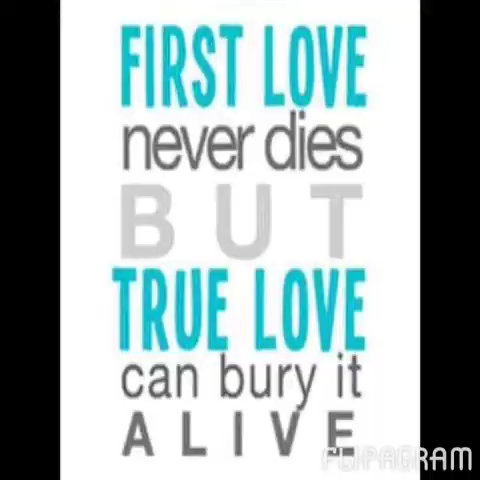 FIRST LOVE
never dies
BUT
TRUE LOVE
can bury it
ALIVE
FLIPAGRAM